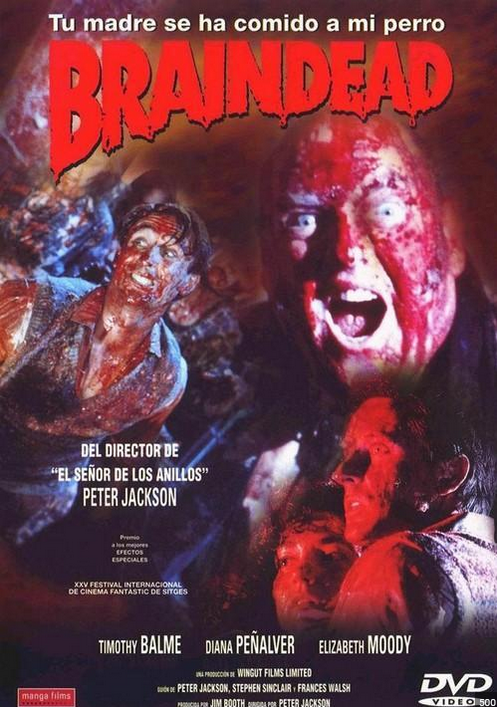 Tu madre se ha comido a mi perro
BRAINDEAD
DEL DIRECTOR DE
"EL SEÑOR DE LOS ANILLOS"
PETER JACKSON
Premio
a los mejores
EFECTOS
ESPECIALES
XXV FESTIVAL INTERNACIONAL
DE CINEMA FANTASTIC DE SITGES
TIMOTHY BALME DIANA PEÑALVER ELIZABETH MOODY
UNA PRODUCCIÓN DE WINGUT FILMS LIMITED
GUIÓN DE PETER JACKSON, STEPHEN SINCLAIR Y FRANCES WALSH
PRODUCIDA POR JIM BOOTH DIRIGIDA POR PETER JACKSON
manga films
DVD
VIDEO
500